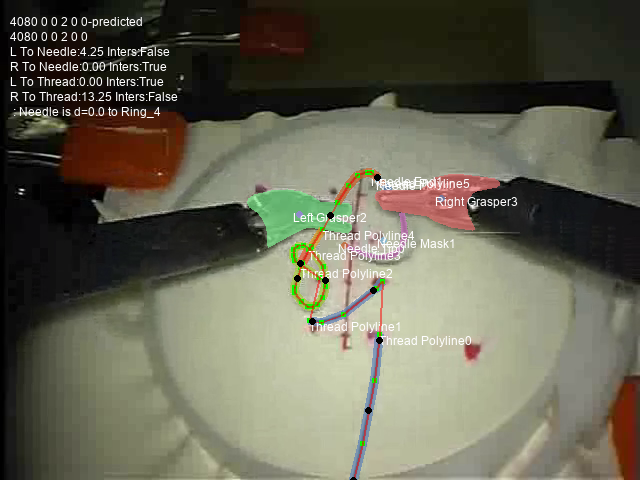 4080 0 0 2 0 0-predicted
4080 0 0 2 0 0
L To Needle:4.25 Inters:False
R To Needle:0.00 Inters:True
L To Thread:0.00 Inters:True
R To Thread:13.25 Inters:False
: Needle is d=0.0 to Ring_4
Needle End1
Needle Polyline5
Right Grasper3
Left Grasper2
Thread Polyline4
Needle Mask1
Thread Polyline3
Thread Polyline2
Thread Polyline1
Thread Polyline0